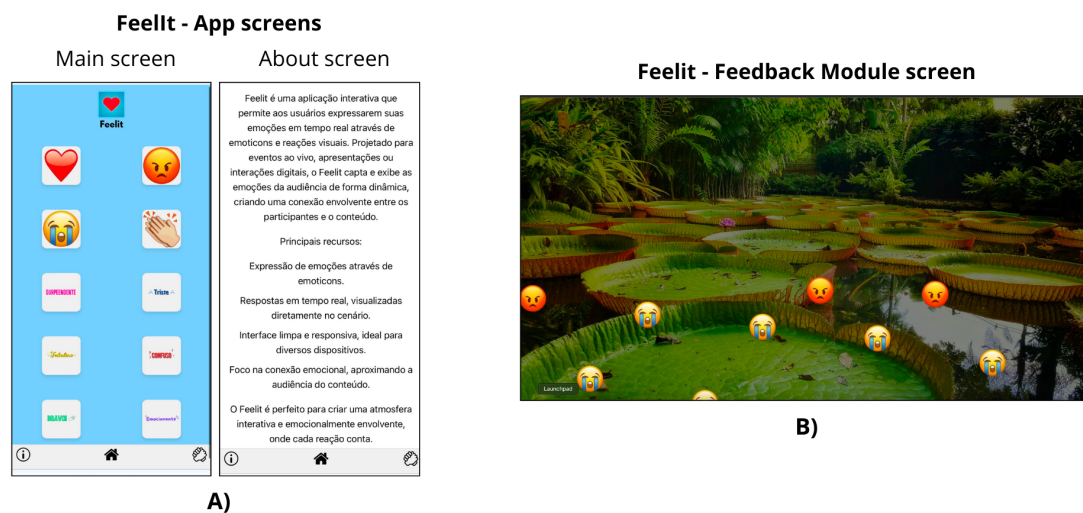 FeelIt - App screens
Main screen
About screen
Feelit
SURPEENDENTE
Triste
Fabuloso
CONFUSO
BRAVO!
Emocionante
Feelit é uma aplicação interativa que
permite aos usuários expressarem suas
emoções em tempo real através de
emoticons e reações visuais. Projetado para
eventos ao vivo, apresentações ou
interações digitais, o Feelit capta e exibe as
emoções da audiência de forma dinâmica,
criando uma conexão envolvente entre os
participantes e o conteúdo.
Principais recursos:
Expressão de emoções através de
emoticons.
Respostas em tempo real, visualizadas
diretamente no cenário.
Interface limpa e responsiva, ideal para
diversos dispositivos.
Foco na conexão emocional, aproximando a
audiência do conteúdo.
O Feelit é perfeito para criar uma atmosfera
interativa e emocionalmente envolvente,
onde cada reação conta.
A)
Feelit - Feedback Module screen
Launchpad
B)